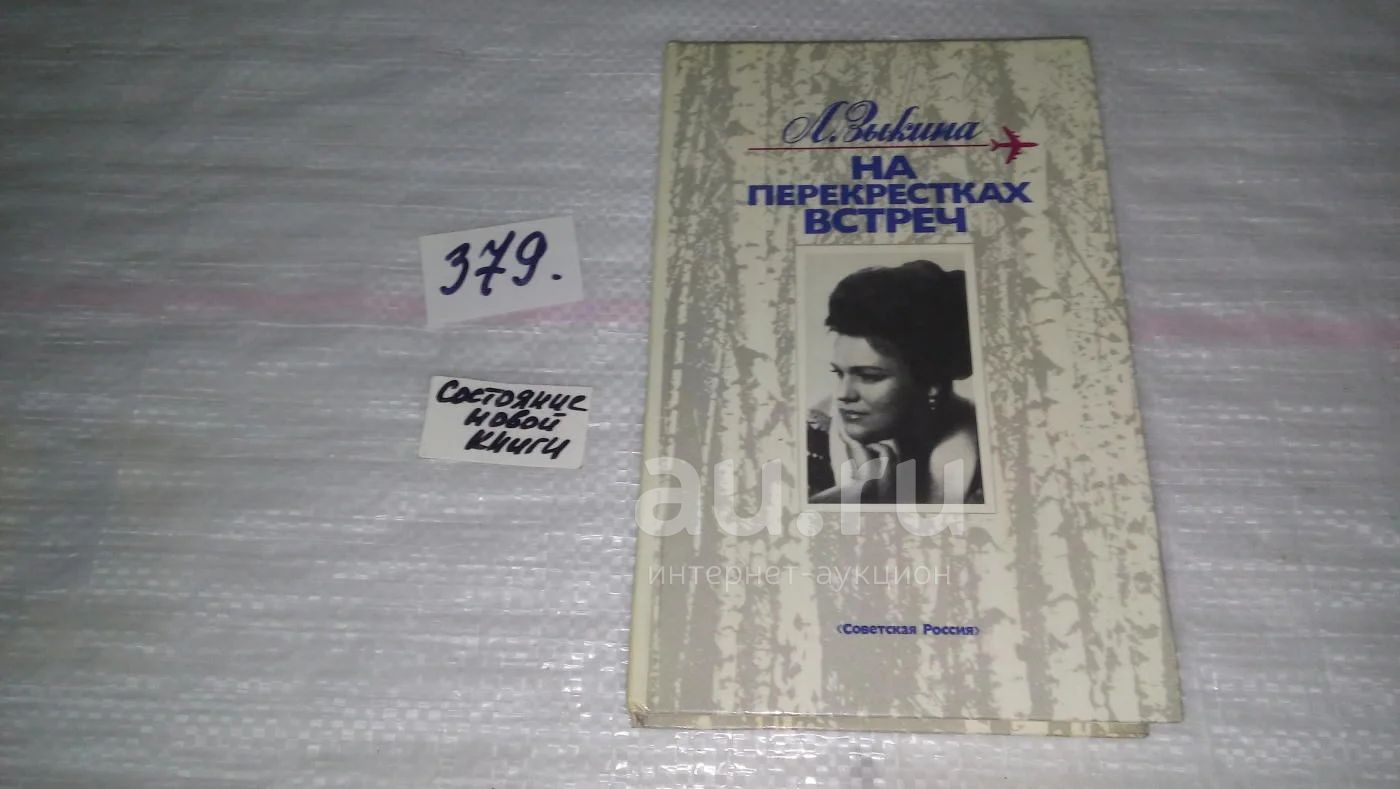 Л. Зыкина
НА
ПЕРЕКРЕСТКАХ
ВСТРЕЧ
379.
Состояние
новой
книги
au.ru
интернет-аукцион
«Советская Россия»